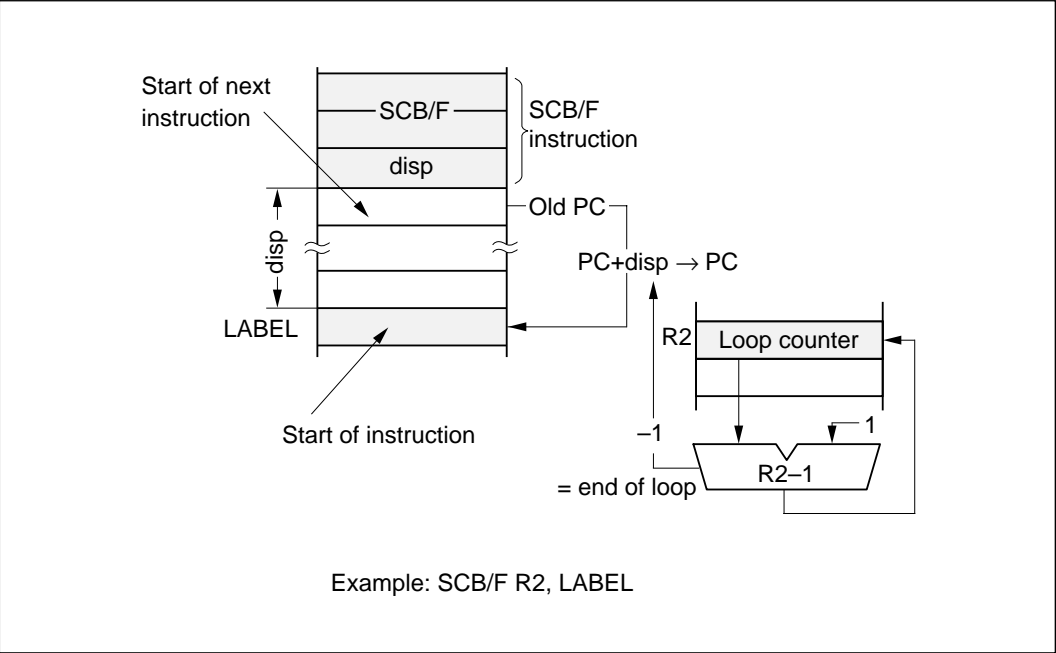 Start of next
instruction
SCB/F
SCB/F
instruction
disp
Old PC
disp
PC+disp → PC
LABEL
R2
Loop counter
Start of instruction
–1
1
R2–1
= end of loop
Example: SCB/F R2, LABEL